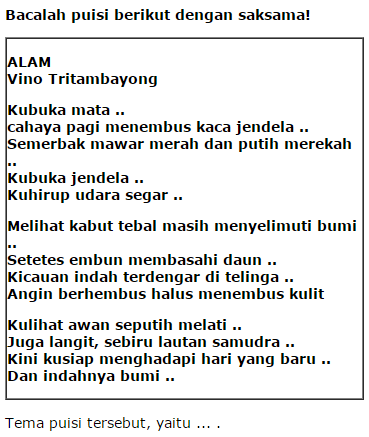 Bacalah puisi berikut dengan saksama!
ALAM
Vino Tritambayong
Kubuka mata ..
cahaya pagi menembus kaca jendela ..
Semerbak mawar merah dan putih merekah
..
Kubuka jendela ..
Kuhirup udara segar ..
Melihat kabut tebal masih menyelimuti bumi
..
Setetes embun membasahi daun ..
Kicauan indah terdengar di telinga ..
Angin berhembus halus menembus kulit
Kulihat awan seputih melati ..
Juga langit, sebiru lautan samudra ..
Kini kusiap menghadapi hari yang baru ..
Dan indahnya bumi ..
Tema puisi tersebut, yaitu ... .